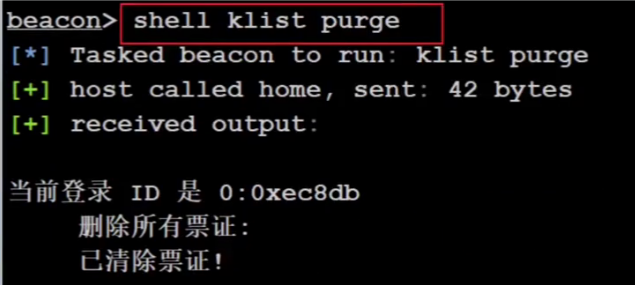 beacon> shell klist purge
[*] Tasked beacon to run: klist purge
[+] host called home, sent: 42 bytes
[+] received output:
当前登录 ID 是 0:0xec8db
删除所有票证:
已清除票证!